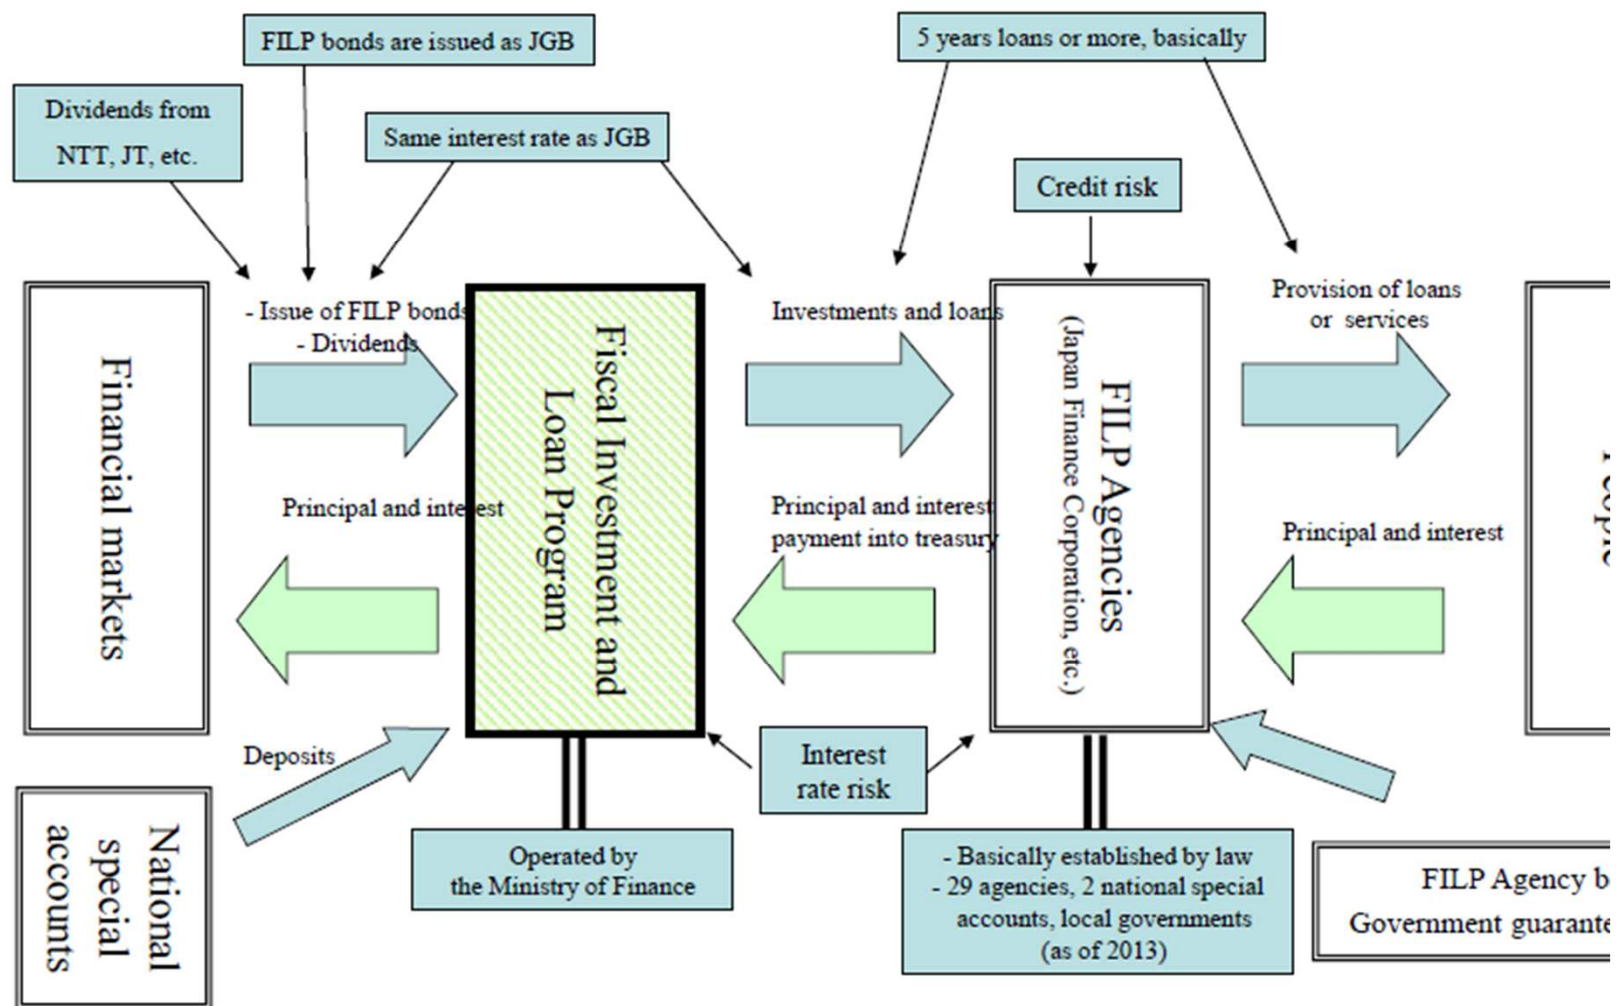 FILP bonds are issued as JGB
5 years loans or more, basically
Dividends from
NTT, JT, etc.
Same interest rate as JGB
Credit risk
- Issue of FILP bonds
- Dividends
Investments and loans
Provision of loans
or services
Financial markets
Fiscal Investment and
Loan Program
FILP Agencies
(Japan Finance Corporation, etc.)
Principal and interest
Principal and interest
payment into treasury
Principal and interest
Deposits
Interest
rate risk
National
special
accounts
Operated by
the Ministry of Finance
- Basically established by law
- 29 agencies, 2 national special
accounts, local governments
(as of 2013)
FILP Agency b
Government guarante